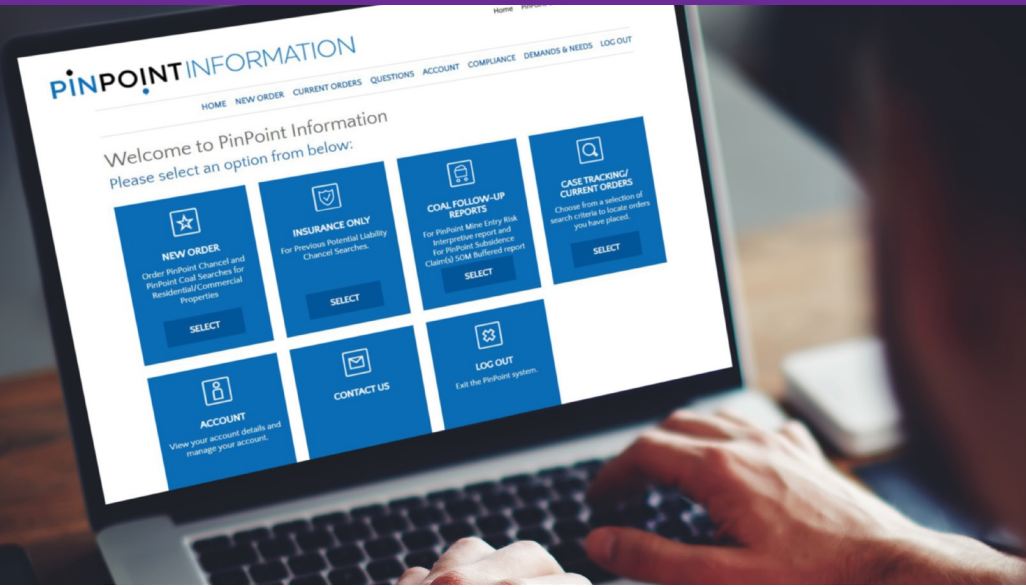 Home
PINPOINT INFORMATION
HOME NEW ORDER CURRENT ORDERS QUESTIONS ACCOUNT COMPLIANCE DEMANDS & NEEDS LOG OUT
Welcome to PinPoint Information
Please select an option from below:
NEW ORDER
Order PinPoint Chancel and
PinPoint Coal Searches for
Residential/Commercial
Properties
SELECT
INSURANCE ONLY
For Previous Potential Liability
Chancel Searches.
SELECT
COAL FOLLOW-UP
REPORTS
For PinPoint Mine Entry Risk
Interpretive report and
For PinPoint Subsidence
Claim(s) 50M Buffered report
SELECT
CASE TRACKING/
CURRENT ORDERS
Choose from a selection of
search criteria to locate orders
you have placed.
SELECT
ACCOUNT
View your account details and
manage your account.
CONTACT US
LOG OUT
Exit the PinPoint system.